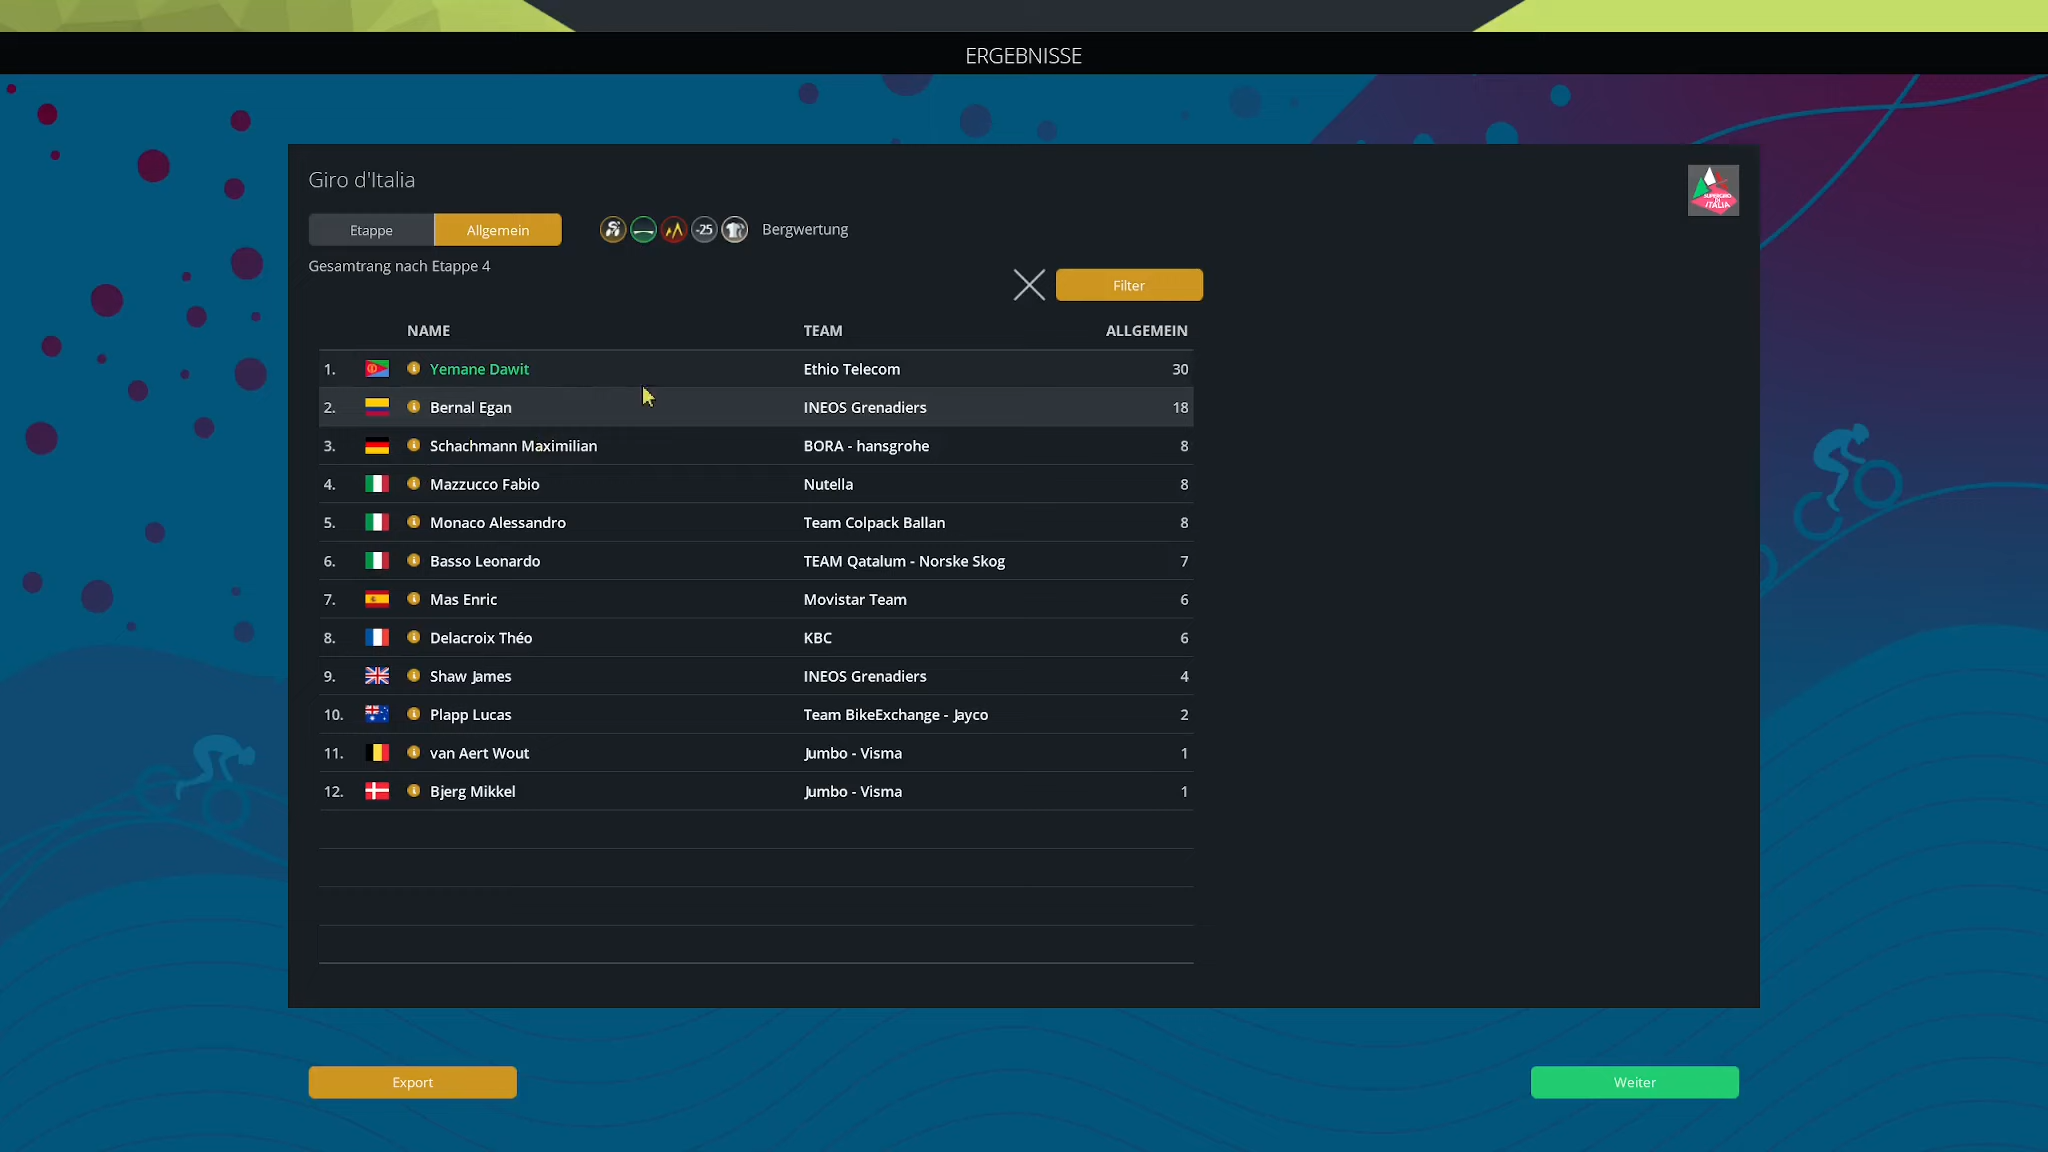 ERGEBNISSE
Giro d'Italia
Etappe Allgemein -25 Bergwertung
Gesamtrang nach Etappe 4
Filter
NAME TEAM ALLGEMEIN
1. Yemane Dawit Ethio Telecom 30
2. Bernal Egan INEOS Grenadiers 18
3. Schachmann Maximilian BORA - hansgrohe 8
4. Mazzucco Fabio Nutella 8
5. Monaco Alessandro Team Colpack Ballan 8
6. Basso Leonardo TEAM Qatalum - Norske Skog 7
7. Mas Enric Movistar Team 6
8. Delacroix Théo KBC 6
9. Shaw James INEOS Grenadiers 4
10. Plapp Lucas Team BikeExchange - Jayco 2
11. van Aert Wout Jumbo - Visma 1
12. Bjerg Mikkel Jumbo - Visma 1
Export Weiter